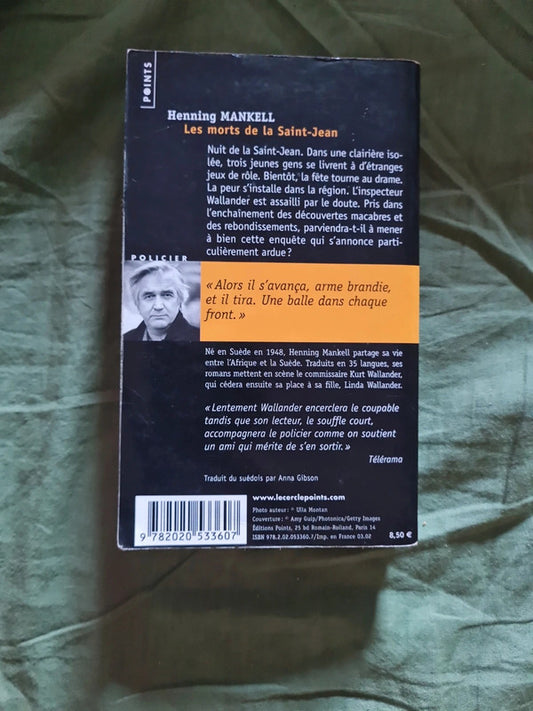 POINTS
Henning MANKELL
Les morts de la Saint-Jean
Nuit de la Saint-Jean. Dans une clairière iso-
lée, trois jeunes gens se livrent à d'étranges
jeux de rôle. Bientôt, la fête tourne au drame.
La peur s'installe dans la région. L'inspecteur
Wallander est assailli par le doute. Pris dans
l'enchaînement des découvertes macabres et
des rebondissements, parviendra-t-il à mener
à bien cette enquête qui s'annonce parti-
culièrement ardue ?
POLICIER
« Alors il s'avança, arme brandie,
et il tira. Une balle dans chaque
front. »
Né en Suède en 1948, Henning Mankell partage sa vie
entre l'Afrique et la Suède. Traduits en 35 langues, ses
romans mettent en scène le commissaire Kurt Wallander,
qui cédera ensuite sa place à sa fille, Linda Wallander.
« Lentement Wallander encerclera le coupable
tandis que son lecteur, le souffle court,
accompagnera le policier comme on soutient
un ami qui mérite de s'en sortir. »
Télérama
Traduit du suédois par Anna Gibson
www.lecerclepoints.com
Photo auteur : © Ulla Montan
Couverture : © Amy Guip/Photonica/Getty Images
Éditions Points, 25 bd Romain-Rolland, Paris 14
ISBN 978.2.02.053360.7/Imp. en France 03.02
8,50 €
9 782020 533607